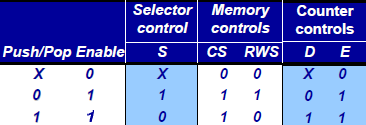 Selector Memory Counter
control controls controls
Push/Pop Enable S CS RWS D E
X 0 X 0 0 X 0
0 1 1 1 1 0 1
1 1 0 1 0 1 1